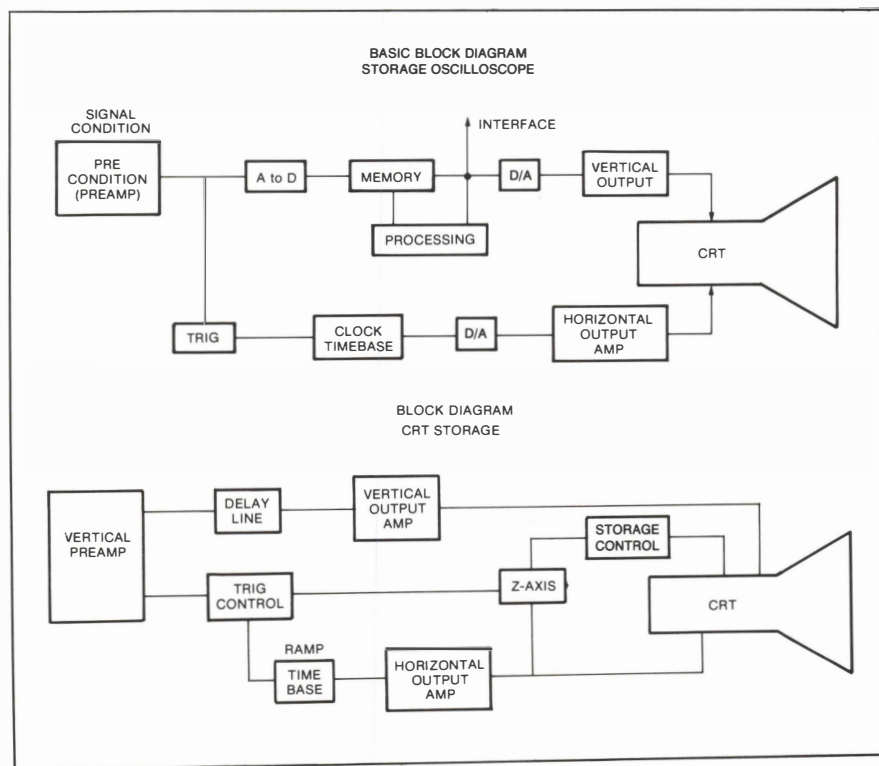 BASIC BLOCK DIAGRAM
STORAGE OSCILLOSCOPE
SIGNAL
CONDITION
PRE
CONDITION
(PREAMP)
A to D
MEMORY
INTERFACE
D/A
VERTICAL
OUTPUT
PROCESSING
CRT
TRIG
CLOCK
TIMEBASE
D/A
HORIZONTAL
OUTPUT
AMP
BLOCK DIAGRAM
CRT STORAGE
VERTICAL
PREAMP
DELAY
LINE
VERTICAL
OUTPUT
AMP
STORAGE
CONTROL
TRIG
CONTROL
Z-AXIS
CRT
RAMP
TIME
BASE
HORIZONTAL
OUTPUT
AMP